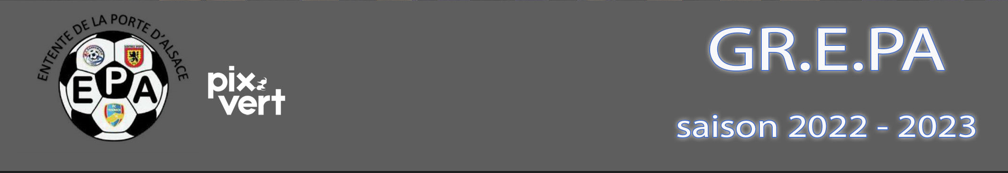 ENTENTE DE LA PORTE D'ALSACE
EPA
pix
vert
GR.E.PA
saison 2022 - 2023